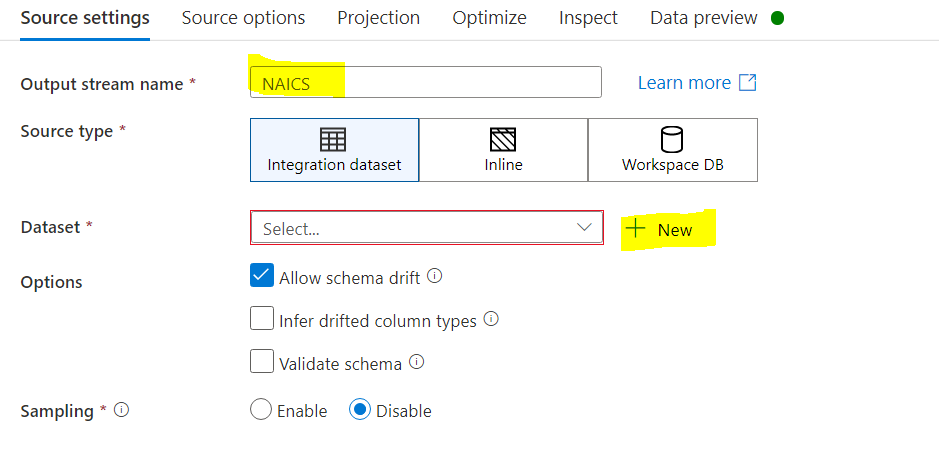 Source settings Source options Projection Optimize Inspect Data preview
Output stream name * NAICS Learn more
Source type *
Integration dataset Inline Workspace DB
Dataset * Select... + New
Options Allow schema drift
Infer drifted column types
Validate schema
Sampling * Enable Disable